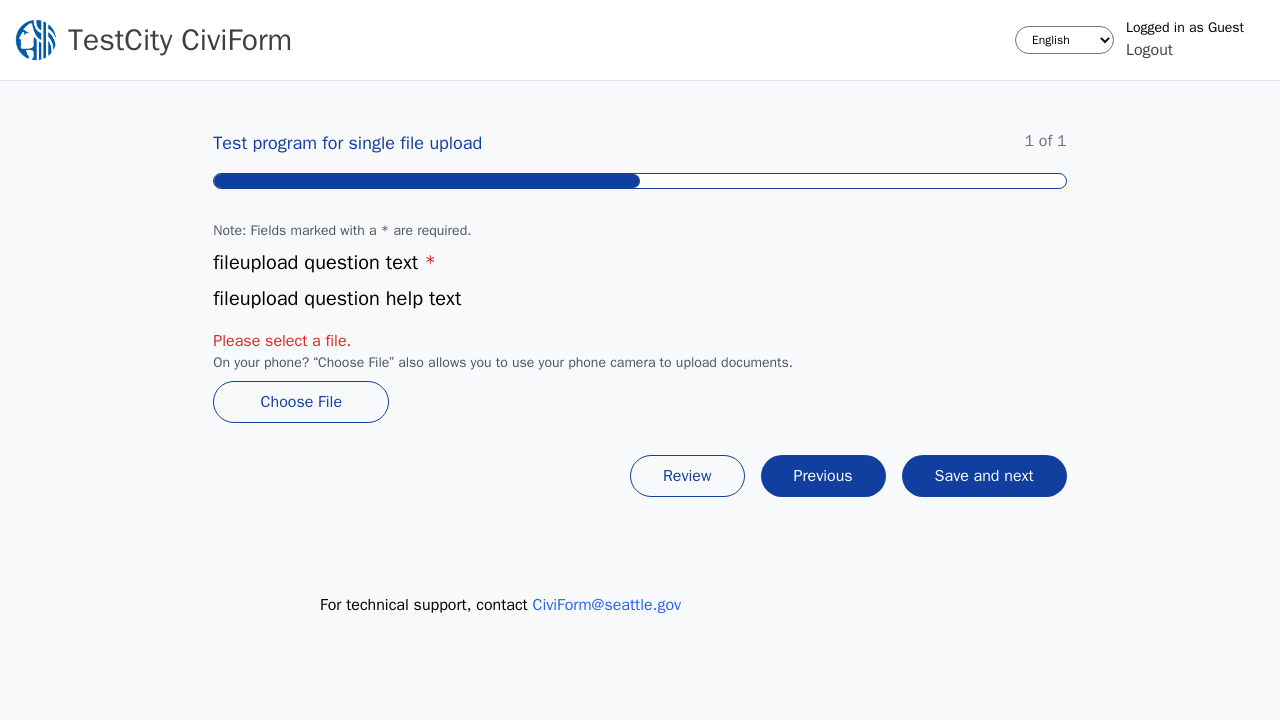 TestCity CiviForm
English
Logged in as Guest
Logout
Test program for single file upload
1 of 1
Note: Fields marked with a * are required.
fileupload question text *
fileupload question help text
Please select a file.
On your phone? “Choose File” also allows you to use your phone camera to upload documents.
Choose File
Review
Previous
Save and next
For technical support, contact CiviForm@seattle.gov